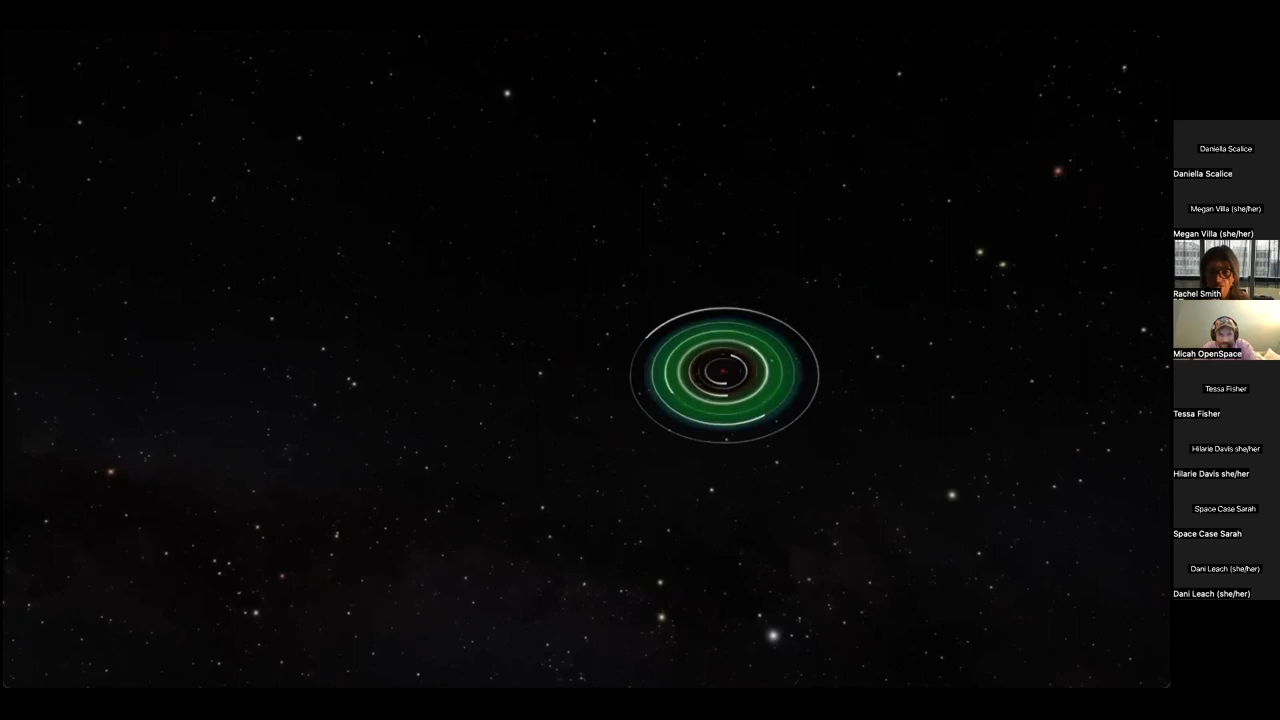 Daniella Scalice
Daniella Scalice
Megan Villa (she/her)
Megan Villa (she/her)
Rachel Smith
Micah OpenSpace
Tessa Fisher
Tessa Fisher
Hilarie Davis she/her
Hilarie Davis she/her
Space Case Sarah
Space Case Sarah
Dani Leach (she/her)
Dani Leach (she/her)